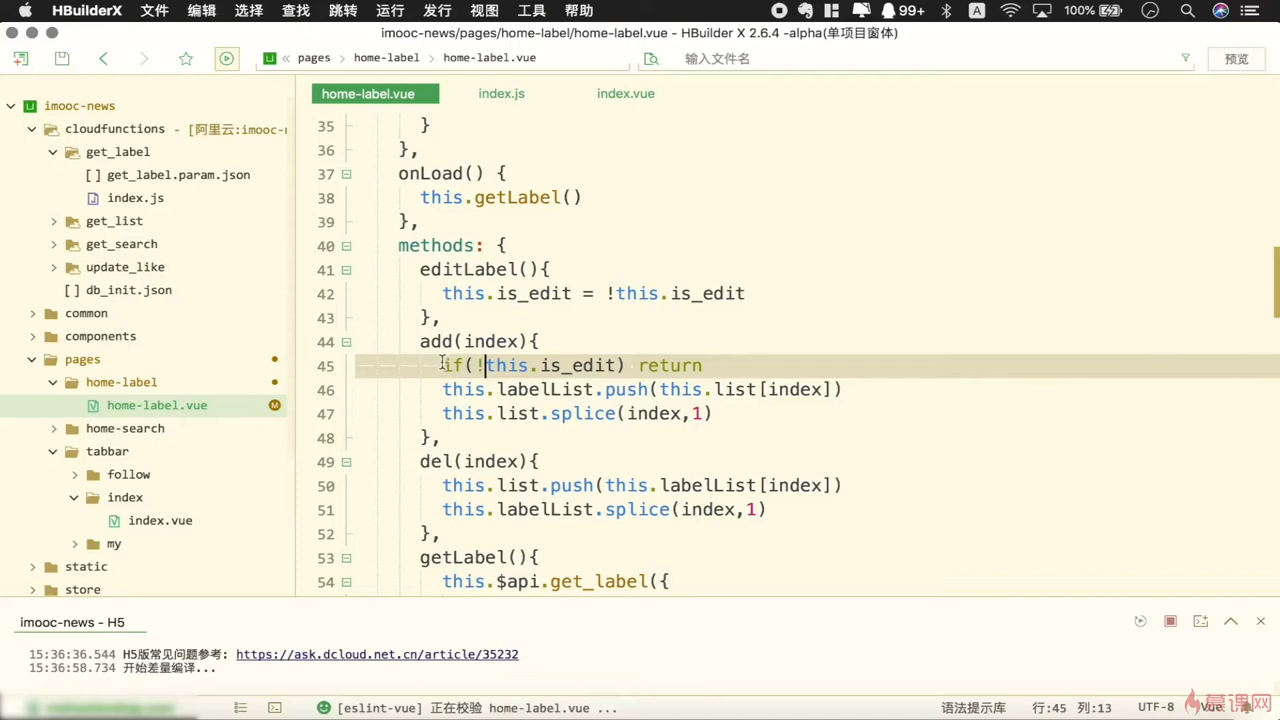 HBuilderX 文件 编辑 选择 查找 跳转 运行 发行 视图 工具 帮助 99+ A 100%
imooc-news/pages/home-label/home-label.vue - HBuilder X 2.6.4 -alpha(单项目窗体)
pages home-label home-label.vue 输入文件名 预览
home-label.vue index.js index.vue
imooc-news
cloudfunctions - [阿里云:imooc-n
get_label
[] get_label.param.json
index.js
get_list
get_search
update_like
[] db_init.json
common
components
pages
home-label
home-label.vue M
home-search
tabbar
follow
index
index.vue
my
static
store
35 }
36 },
37 onLoad() {
38 this.getLabel()
39 },
40 methods: {
41 editLabel(){
42 this.is_edit = !this.is_edit
43 },
44 add(index){
45 if(!this.is_edit) return
46 this.labelList.push(this.list[index])
47 this.list.splice(index,1)
48 },
49 del(index){
50 this.list.push(this.labelList[index])
51 this.labelList.splice(index,1)
52 },
53 getLabel(){
54 this.$api.get_label({
imooc-news - H5
15:36:36.544 H5版常见问题参考: https://ask.dcloud.net.cn/article/35232
15:36:58.734 开始差量编译...
[eslint-vue] 正在校验 home-label.vue ... 语法提示库 行:45 列:13 UTF-8 Vue
慕课网